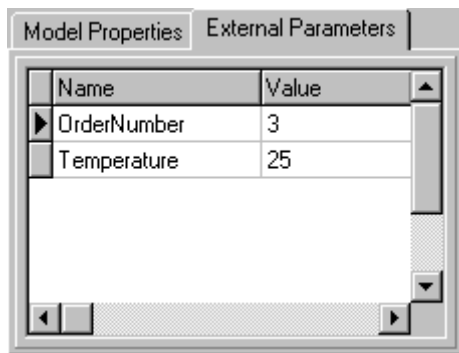 Model Properties External Parameters
Name Value
OrderNumber 3
Temperature 25